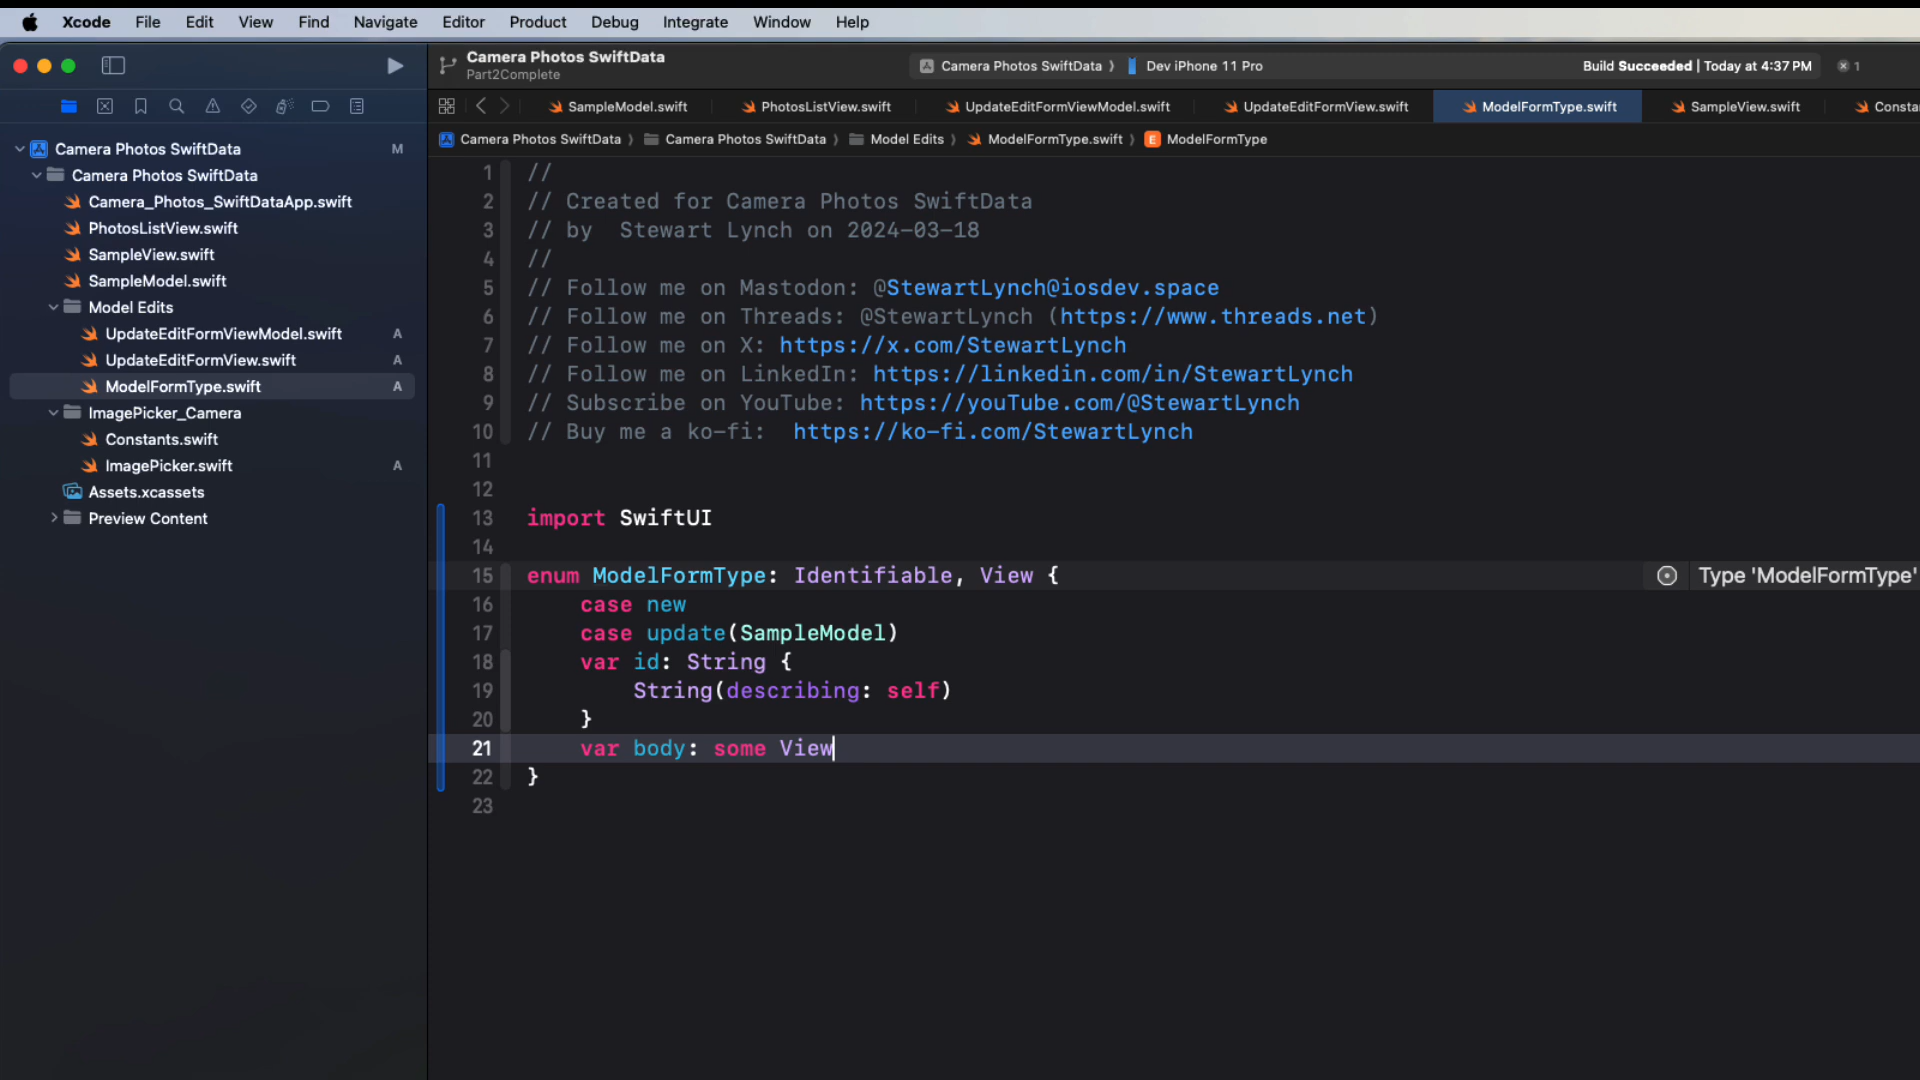 Xcode File Edit View Find Navigate Editor Product Debug Integrate Window Help
Camera Photos SwiftData
Part2Complete
Camera Photos SwiftData 〉 Dev iPhone 11 Pro
Build Succeeded | Today at 4:37 PM
1
SampleModel.swift PhotosListView.swift UpdateEditFormViewModel.swift UpdateEditFormView.swift ModelFormType.swift SampleView.swift Consta
Camera Photos SwiftData 〉 Camera Photos SwiftData 〉 Model Edits 〉 ModelFormType.swift 〉 E ModelFormType
Camera Photos SwiftData M
Camera Photos SwiftData
Camera_Photos_SwiftDataApp.swift
PhotosListView.swift
SampleView.swift
SampleModel.swift
Model Edits
UpdateEditFormViewModel.swift A
UpdateEditFormView.swift A
ModelFormType.swift A
ImagePicker_Camera
Constants.swift
ImagePicker.swift A
Assets.xcassets
Preview Content
1 //
2 // Created for Camera Photos SwiftData
3 // by  Stewart Lynch on 2024-03-18
4 //
5 // Follow me on Mastodon: @StewartLynch@iosdev.space
6 // Follow me on Threads: @StewartLynch (https://www.threads.net)
7 // Follow me on X: https://x.com/StewartLynch
8 // Follow me on LinkedIn: https://linkedin.com/in/StewartLynch
9 // Subscribe on YouTube: https://youTube.com/@StewartLynch
10 // Buy me a ko-fi:  https://ko-fi.com/StewartLynch
11
12
13 import SwiftUI
14
15 enum ModelFormType: Identifiable, View { Type 'ModelFormType'
16     case new
17     case update(SampleModel)
18     var id: String {
19         String(describing: self)
20     }
21     var body: some View
22 }
23